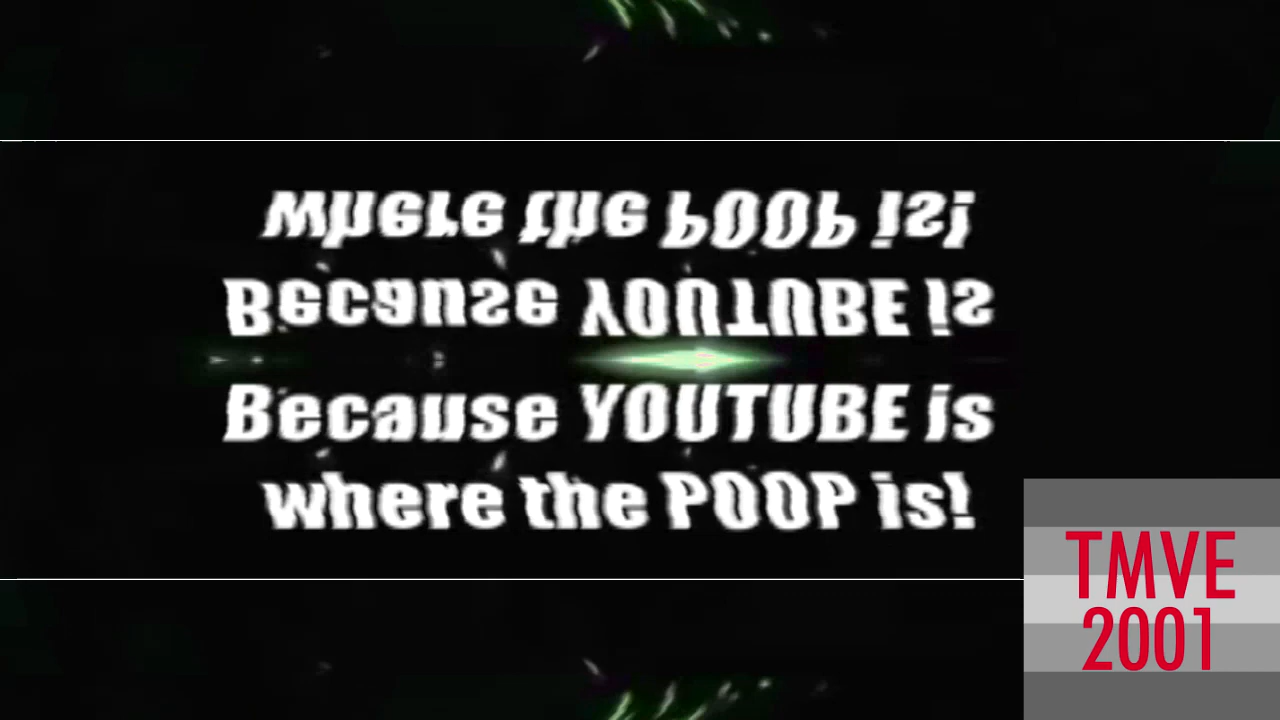 where the POOP is!
Because YOUTUBE is
Because YOUTUBE is
where the POOP is!
TMVE
2001